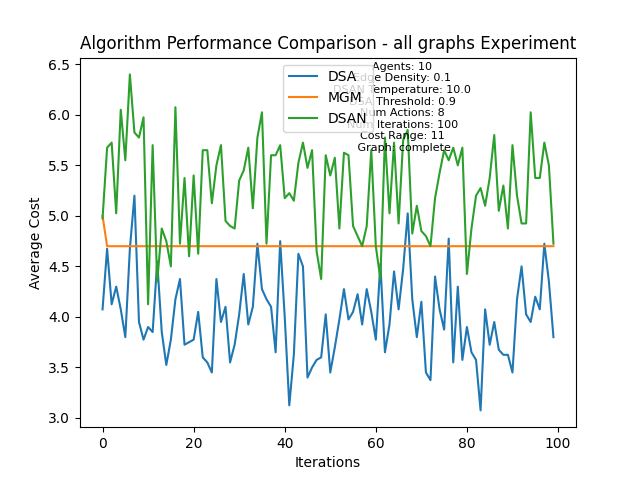 Algorithm Performance Comparison - all graphs Experiment
Agents: 10
Edge Density: 0.1
DSAN Temperature: 10.0
DSA Threshold: 0.9
Num Actions: 8
Num Iterations: 100
Cost Range: 11
Graph: complete
DSA
MGM
DSAN
Average Cost
6.5
6.0
5.5
5.0
4.5
4.0
3.5
3.0
0 20 40 60 80 100
Iterations